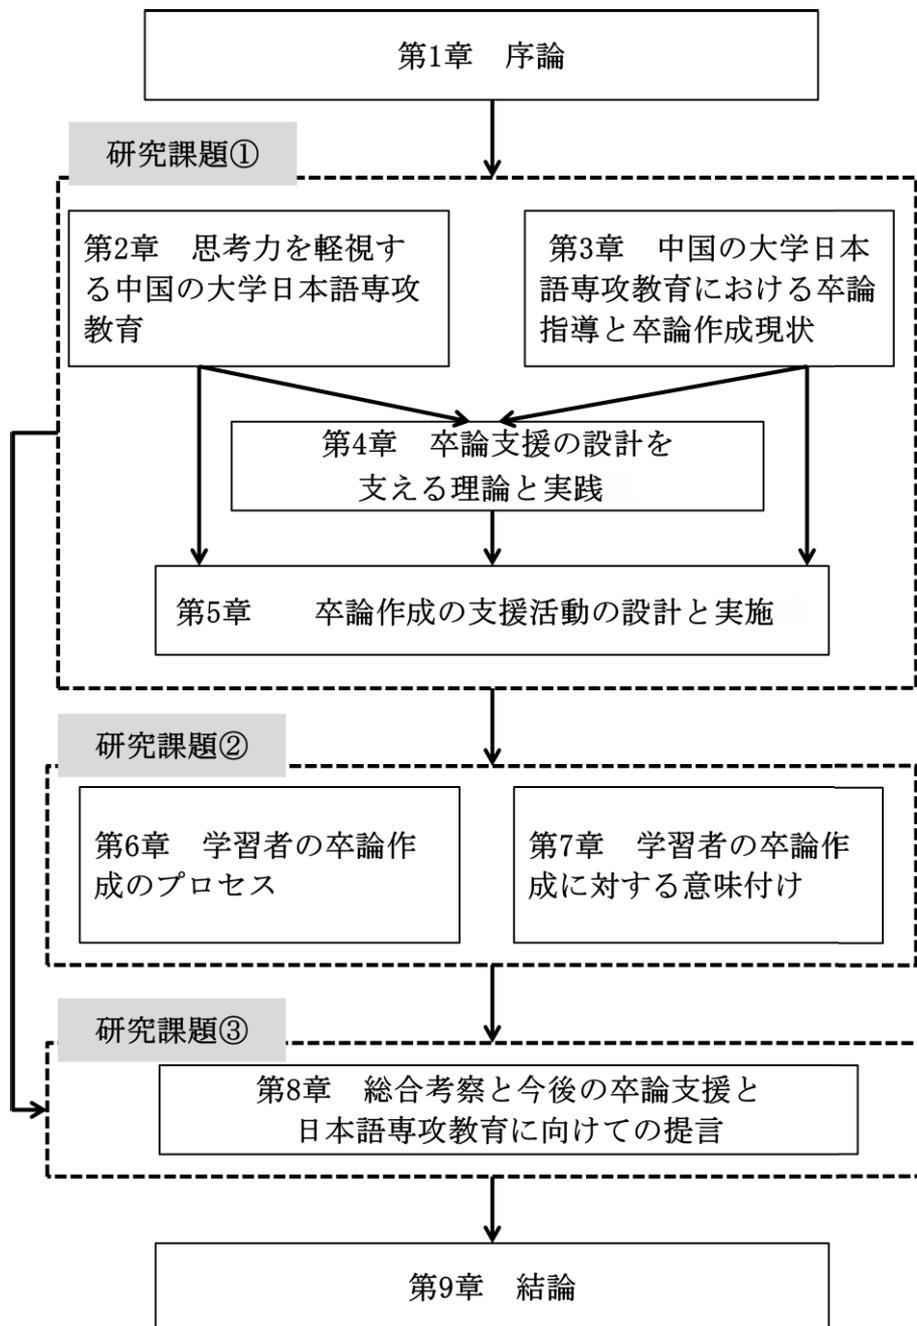 第1章　序論
研究課題①
第2章　思考力を軽視す
る中国の大学日本語専攻
教育
第3章　中国の大学日本
語専攻教育における卒論
指導と卒論作成現状
第4章　卒論支援の設計を
支える理論と実践
第5章　　卒論作成の支援活動の設計と実施
研究課題②
第6章　学習者の卒論作
成のプロセス
第7章　学習者の卒論作
成に対する意味付け
研究課題③
第8章　総合考察と今後の卒論支援と
日本語専攻教育に向けての提言
第9章　結論